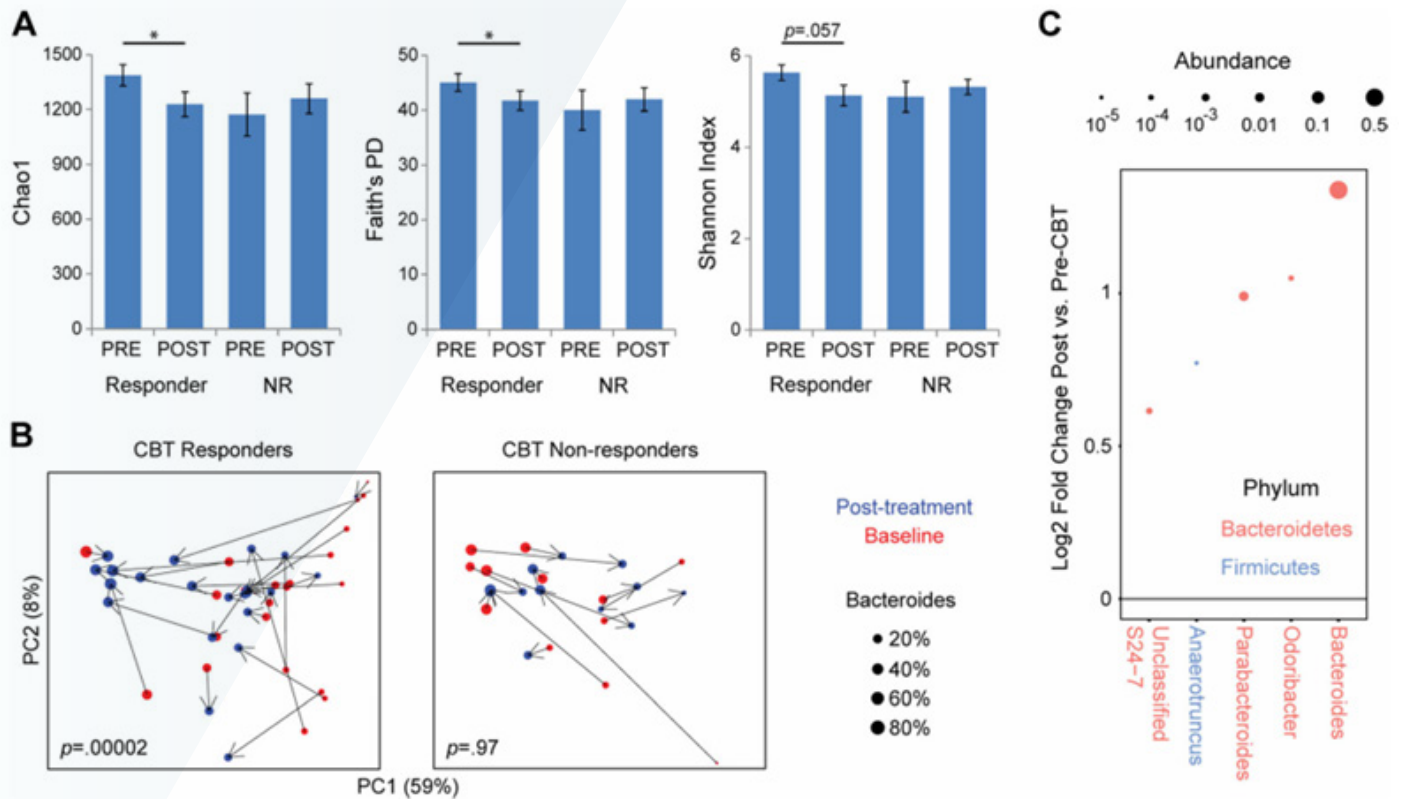 A
*
Chao1
1500
1200
900
600
300
0
PRE POST PRE POST
Responder NR
*
Faith's PD
50
40
30
20
10
0
PRE POST PRE POST
Responder NR
p=.057
Shannon Index
6
4
2
0
PRE POST PRE POST
Responder NR
B
CBT Responders
CBT Non-responders
PC2 (8%)
p=.00002
p=.97
PC1 (59%)
Post-treatment
Baseline
Bacteroides
20%
40%
60%
80%
C
Abundance
10-5 10-4 10-3 0.01 0.1 0.5
Log2 Fold Change Post vs. Pre-CBT
1
0.5
0
Phylum
Bacteroidetes
Firmicutes
Unclassified
S24-7
Anaerotruncus
Parabacteroides
Odoribacter
Bacteroides